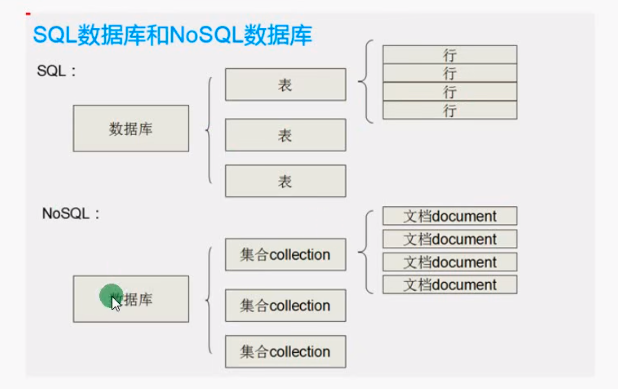 SQL数据库和NoSQL数据库
SQL：
数据库
表
表
表
行
行
行
行
NoSQL：
数据库
集合collection
集合collection
集合collection
文档document
文档document
文档document
文档document